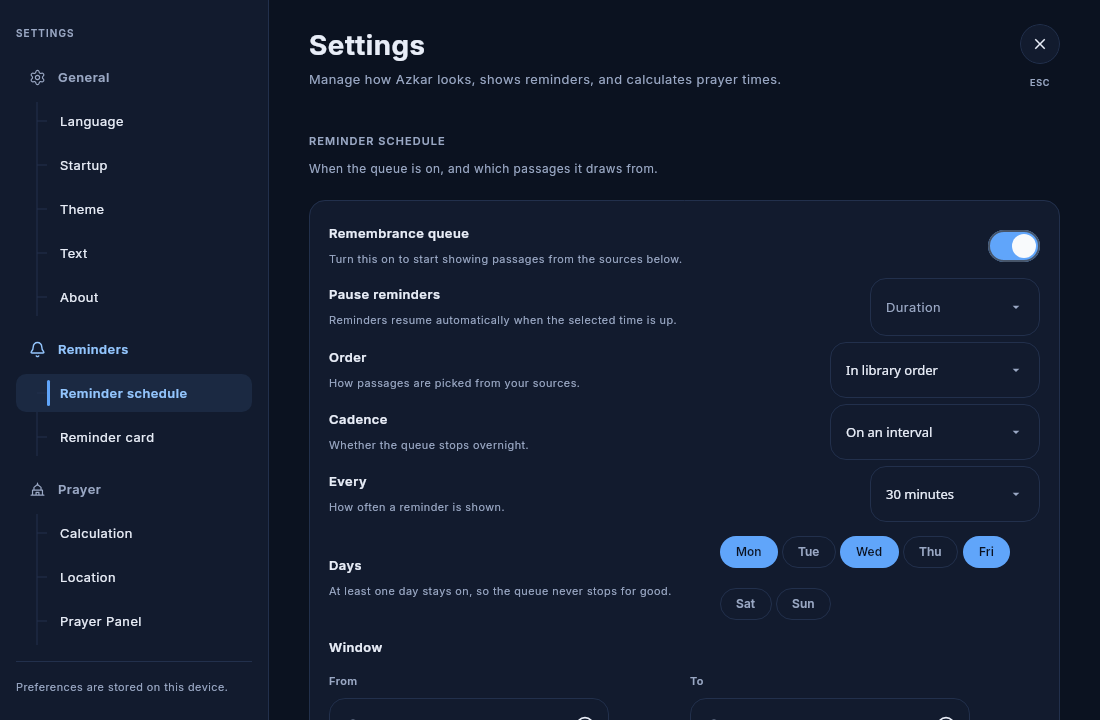 SETTINGS
General
Language
Startup
Theme
Text
About
Reminders
Reminder schedule
Reminder card
Prayer
Calculation
Location
Prayer Panel
Preferences are stored on this device.
Settings
Manage how Azkar looks, shows reminders, and calculates prayer times.
ESC
REMINDER SCHEDULE
When the queue is on, and which passages it draws from.
Remembrance queue
Turn this on to start showing passages from the sources below.
Pause reminders
Reminders resume automatically when the selected time is up.
Duration
Order
How passages are picked from your sources.
In library order
Cadence
Whether the queue stops overnight.
On an interval
Every
How often a reminder is shown.
30 minutes
Days
At least one day stays on, so the queue never stops for good.
Mon Tue Wed Thu Fri
Sat Sun
Window
From To